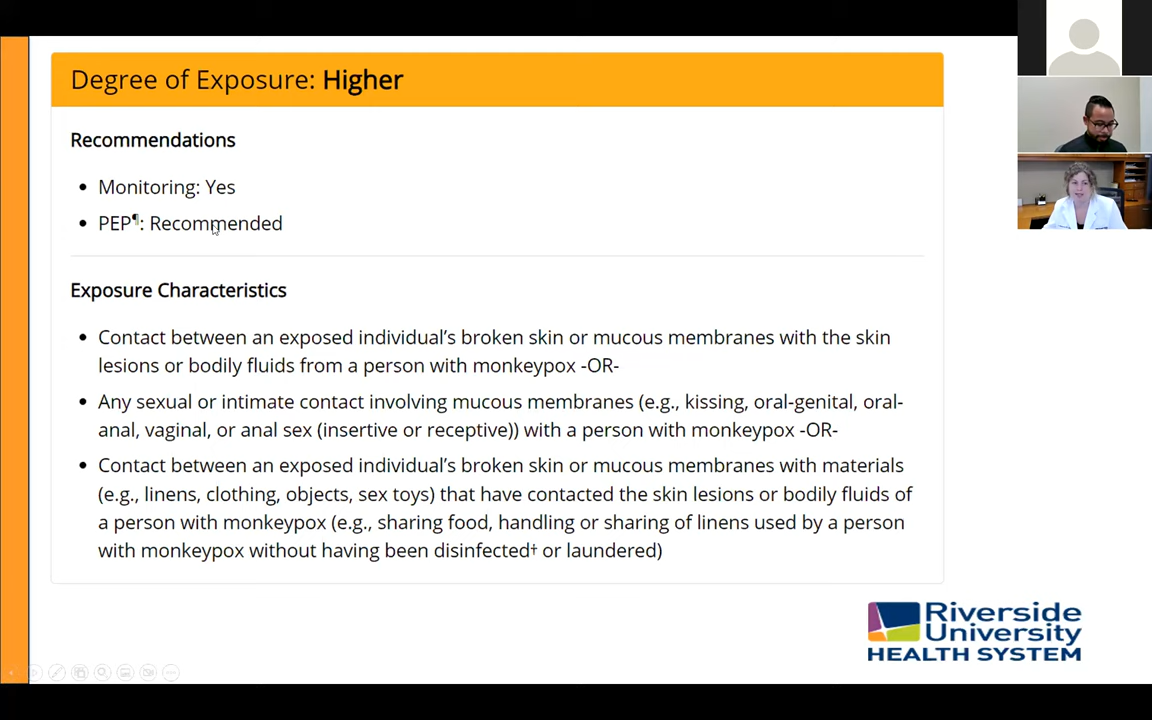 Degree of Exposure: Higher
Recommendations
• Monitoring: Yes
• PEP¶: Recommended
Exposure Characteristics
• Contact between an exposed individual's broken skin or mucous membranes with the skin
lesions or bodily fluids from a person with monkeypox -OR-
• Any sexual or intimate contact involving mucous membranes (e.g., kissing, oral-genital, oral-
anal, vaginal, or anal sex (insertive or receptive)) with a person with monkeypox -OR-
• Contact between an exposed individual's broken skin or mucous membranes with materials
(e.g., linens, clothing, objects, sex toys) that have contacted the skin lesions or bodily fluids of
a person with monkeypox (e.g., sharing food, handling or sharing of linens used by a person
with monkeypox without having been disinfected† or laundered)
Riverside
University
HEALTH SYSTEM